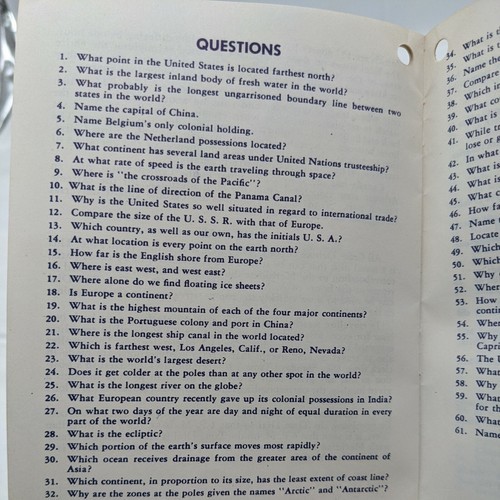 QUESTIONS
1. What point in the United States is located farthest north?
2. What is the largest inland body of fresh water in the world?
3. What probably is the longest ungarrisoned boundary line between two
states in the world?
4. Name the capital of China.
5. Name Belgium's only colonial holding.
6. Where are the Netherland possessions located?
7. What continent has several land areas under United Nations trusteeship?
8. At what rate of speed is the earth traveling through space?
9. Where is "the crossroads of the Pacific"?
10. What is the line of direction of the Panama Canal?
11. Why is the United States so well situated in regard to international trade?
12. Compare the size of the U. S. S. R. with that of Europe.
13. Which country, as well as our own, has the initials U. S. A.?
14. At what location is every point on the earth north?
15. How far is the English shore from Europe?
16. Where is east west, and west east?
17. Where alone do we find floating ice sheets?
18. Is Europe a continent?
19. What is the highest mountain of each of the four major continents?
20. What is the Portuguese colony and port in China?
21. Where is the longest ship canal in the world located?
22. Which is farthest west, Los Angeles, Calif., or Reno, Nevada?
23. What is the world's largest desert?
24. Does it get colder at the poles than at any other spot in the world?
25. What is the longest river on the globe?
26. What European country recently gave up its colonial possessions in India?
27. On what two days of the year are day and night of equal duration in every
part of the world?
28. What is the ecliptic?
29. Which portion of the earth's surface moves most rapidly?
30. Which ocean receives drainage from the greater area of the continent of
Asia?
31. Which continent, in proportion to its size, has the least extent of coast line?
32. Why are the zones at the poles given the names "Arctic" and "Antarctic"?
34. What is
35. What is
36. Name the
37. Compare
38. Which
39. What
40. What is
41. While
lose or
42. In what
43. What is
44. What is
45. What
46. How far
47. Name
48. Locate
49. Which
50. Which
51. Why
52. Where
53. How
54. Where
55. Why
56. The
57. What
58. Why
59. What
for
60. What
61. Name